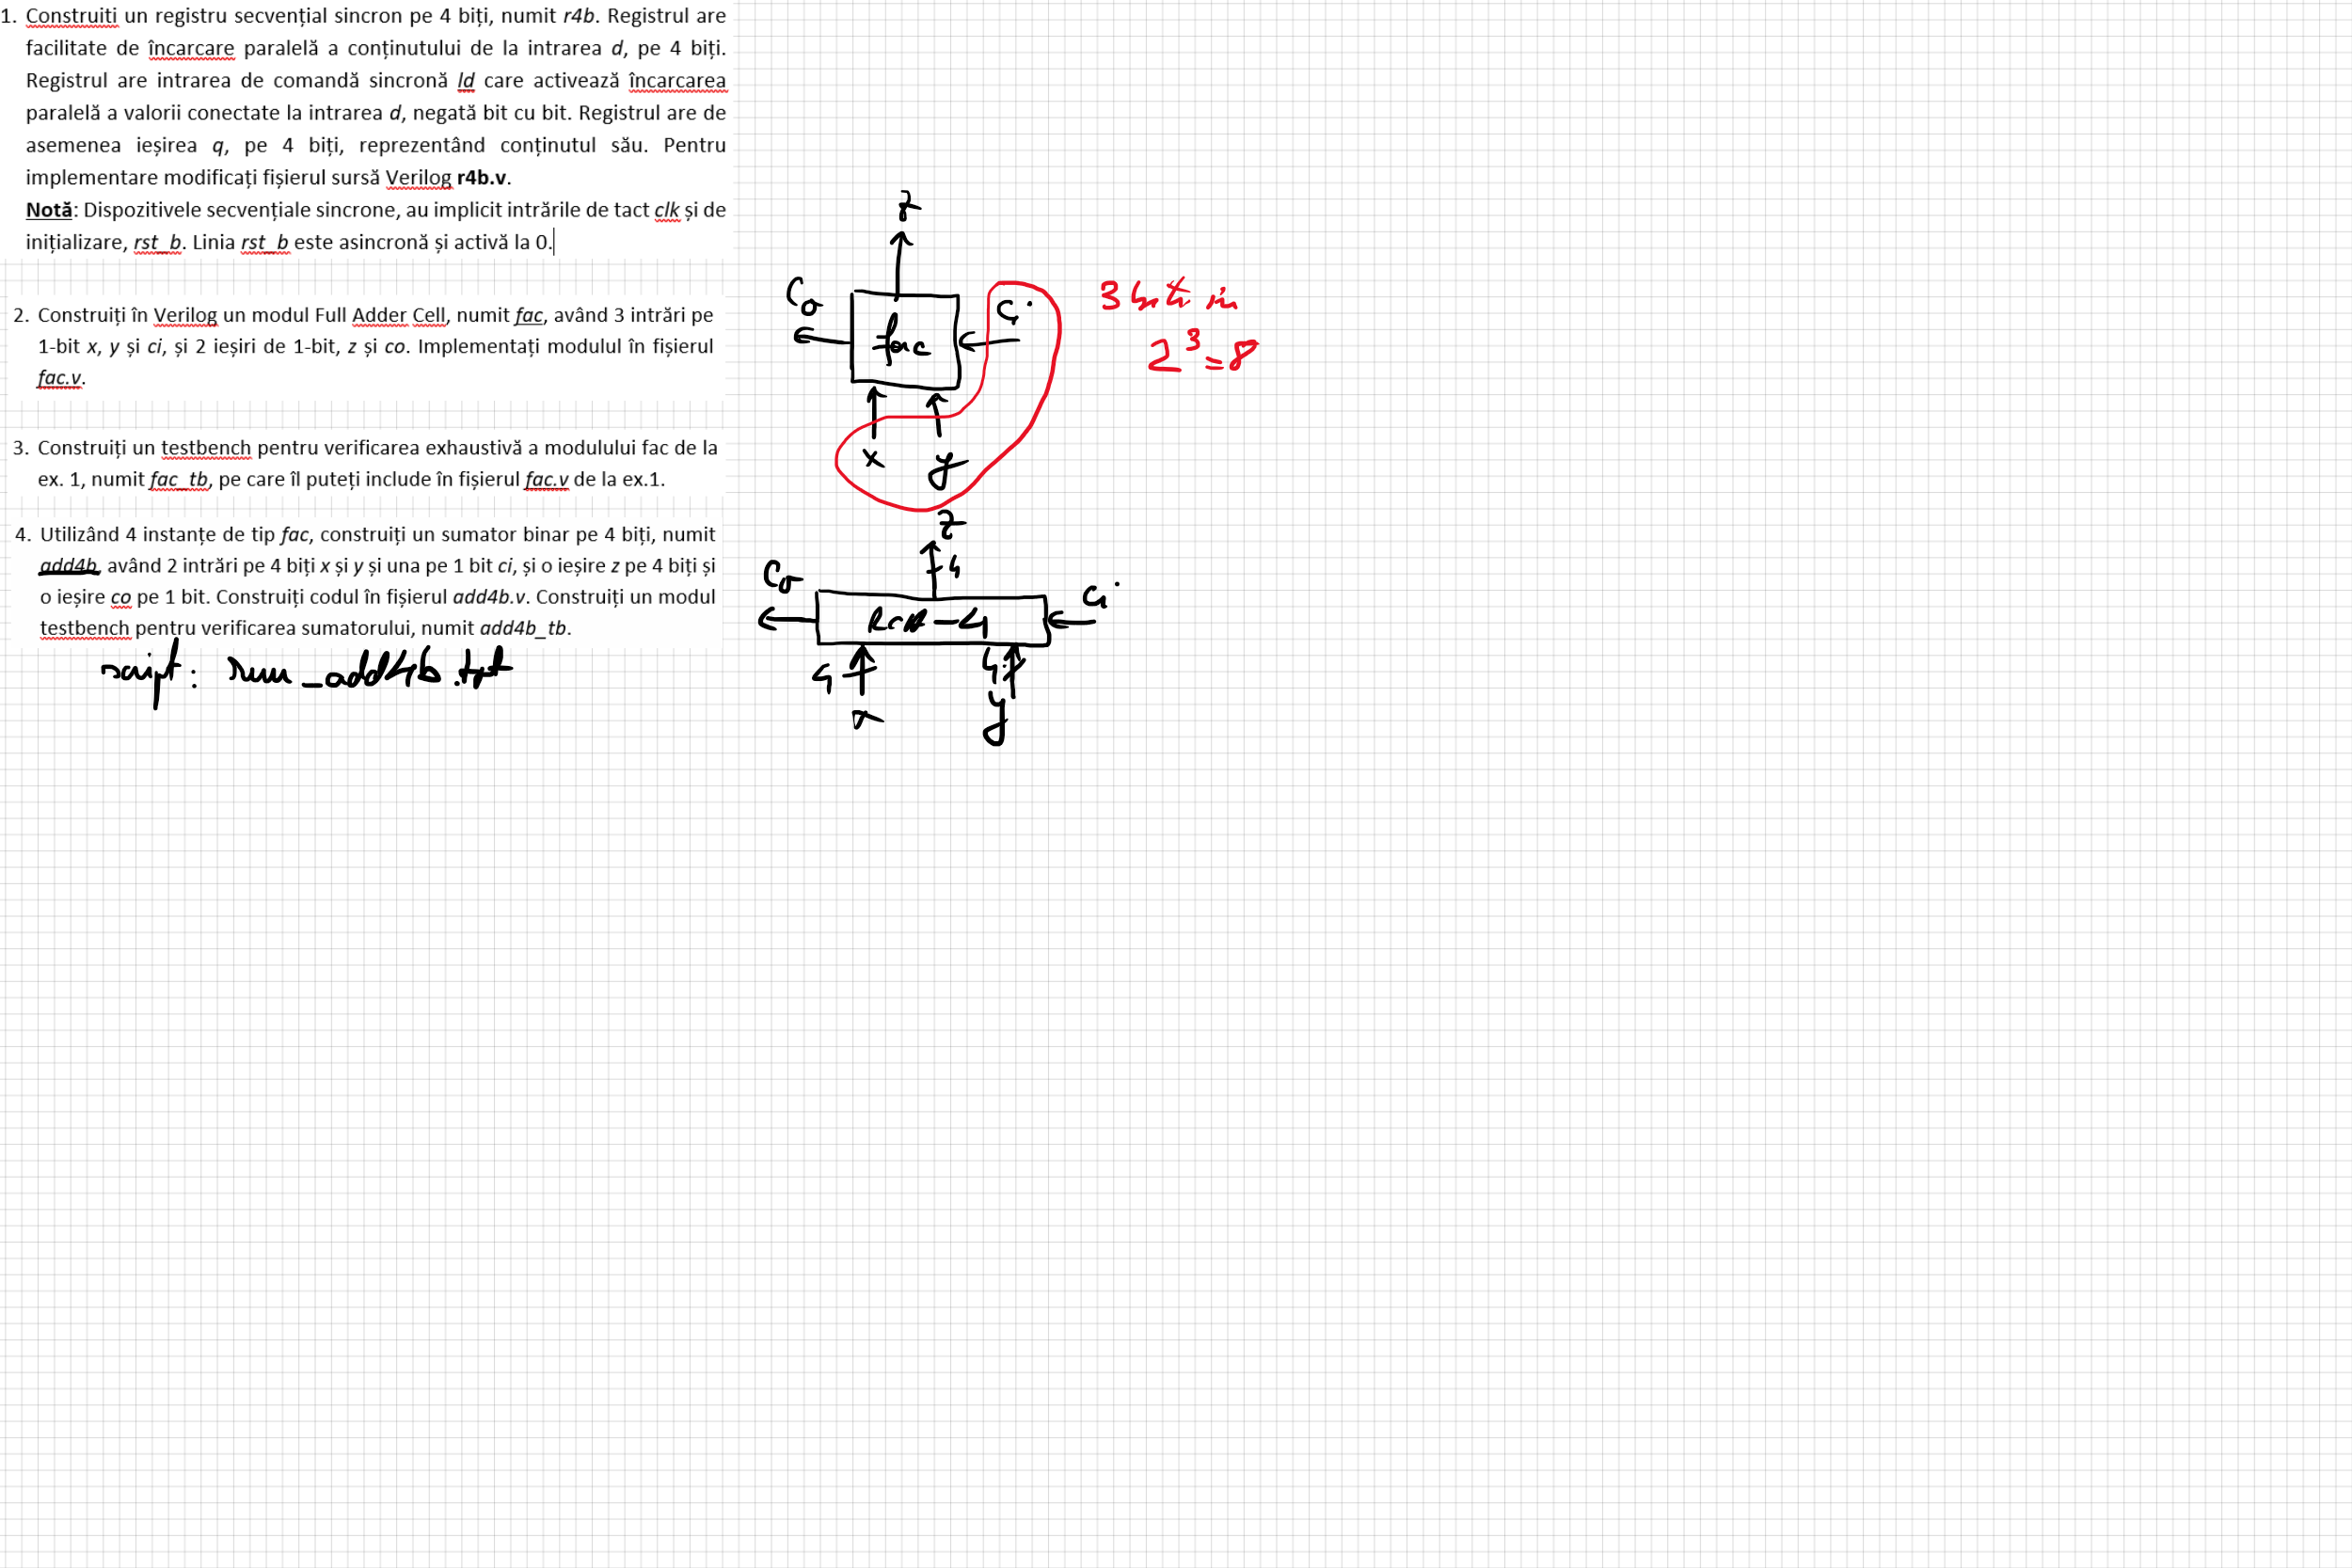 1. Construiti un registru secvențial sincron pe 4 biți, numit r4b. Registrul are
facilitate de încarcare paralelă a conținutului de la intrarea d, pe 4 biți.
Registrul are intrarea de comandă sincronă ld care activează încarcarea
paralelă a valorii conectate la intrarea d, negată bit cu bit. Registrul are de
asemenea ieșirea q, pe 4 biți, reprezentând conținutul său. Pentru
implementare modificați fișierul sursă Verilog r4b.v.
Notă: Dispozitivele secvențiale sincrone, au implicit intrările de tact clk și de
inițializare, rst_b. Linia rst_b este asincronă și activă la 0.
2. Construiți în Verilog un modul Full Adder Cell, numit fac, având 3 intrări pe
1-bit x, y și ci, și 2 ieșiri de 1-bit, z și co. Implementați modulul în fișierul
fac.v.
3. Construiți un testbench pentru verificarea exhaustivă a modulului fac de la
ex. 1, numit fac_tb, pe care îl puteți include în fișierul fac.v de la ex.1.
4. Utilizând 4 instanțe de tip fac, construiți un sumator binar pe 4 biți, numit
add4b, având 2 intrări pe 4 biți x și y și una pe 1 bit ci, și o ieșire z pe 4 biți și
o ieșire co pe 1 bit. Construiți codul în fișierul add4b.v. Construiți un modul
testbench pentru verificarea sumatorului, numit add4b_tb.
script: run_add4b.txt
z
Co
fac
Ci
x
y
3 biti in
2^3=8
z
4
Co
RCA-4
Ci
4
4
x
y